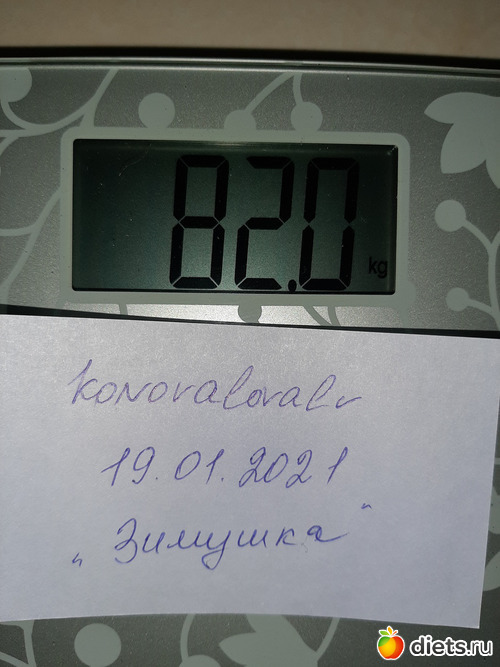 82.0 kg
konovalovalv
19.01.2021
„Зимушка"
diets.ru